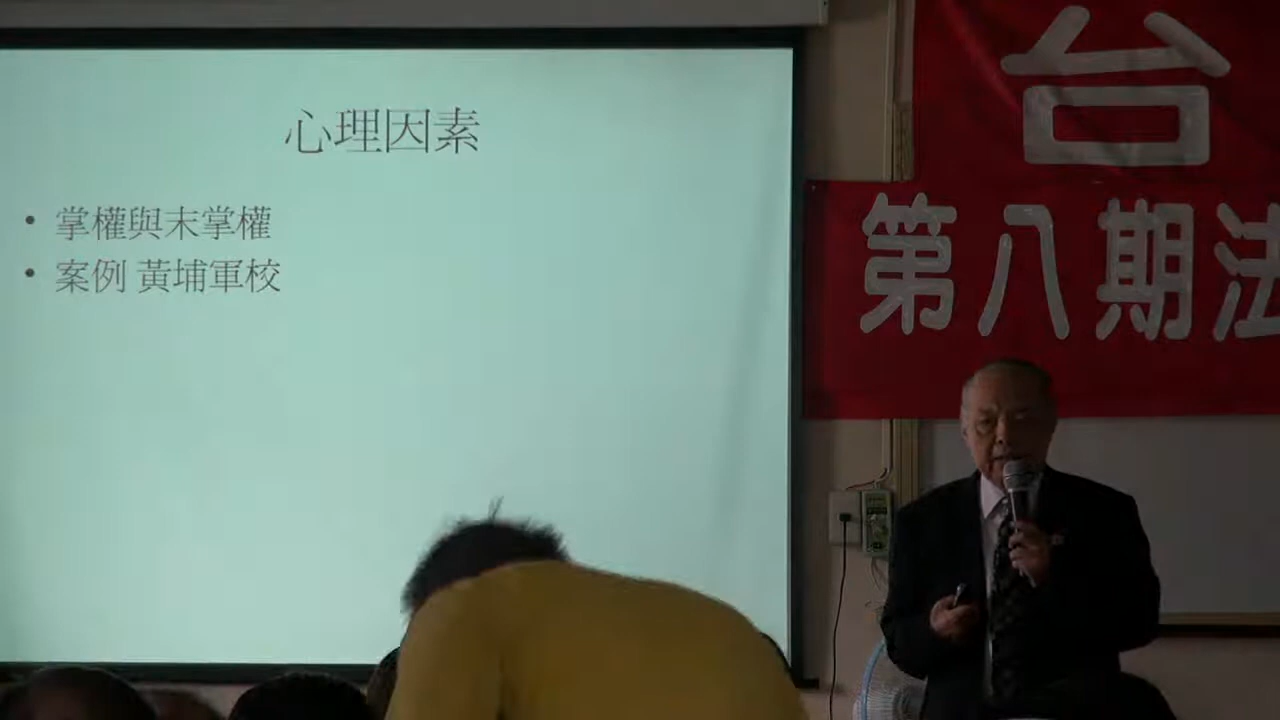 心理因素
• 掌權與末掌權
• 案例 黃埔軍校
台
第八期法